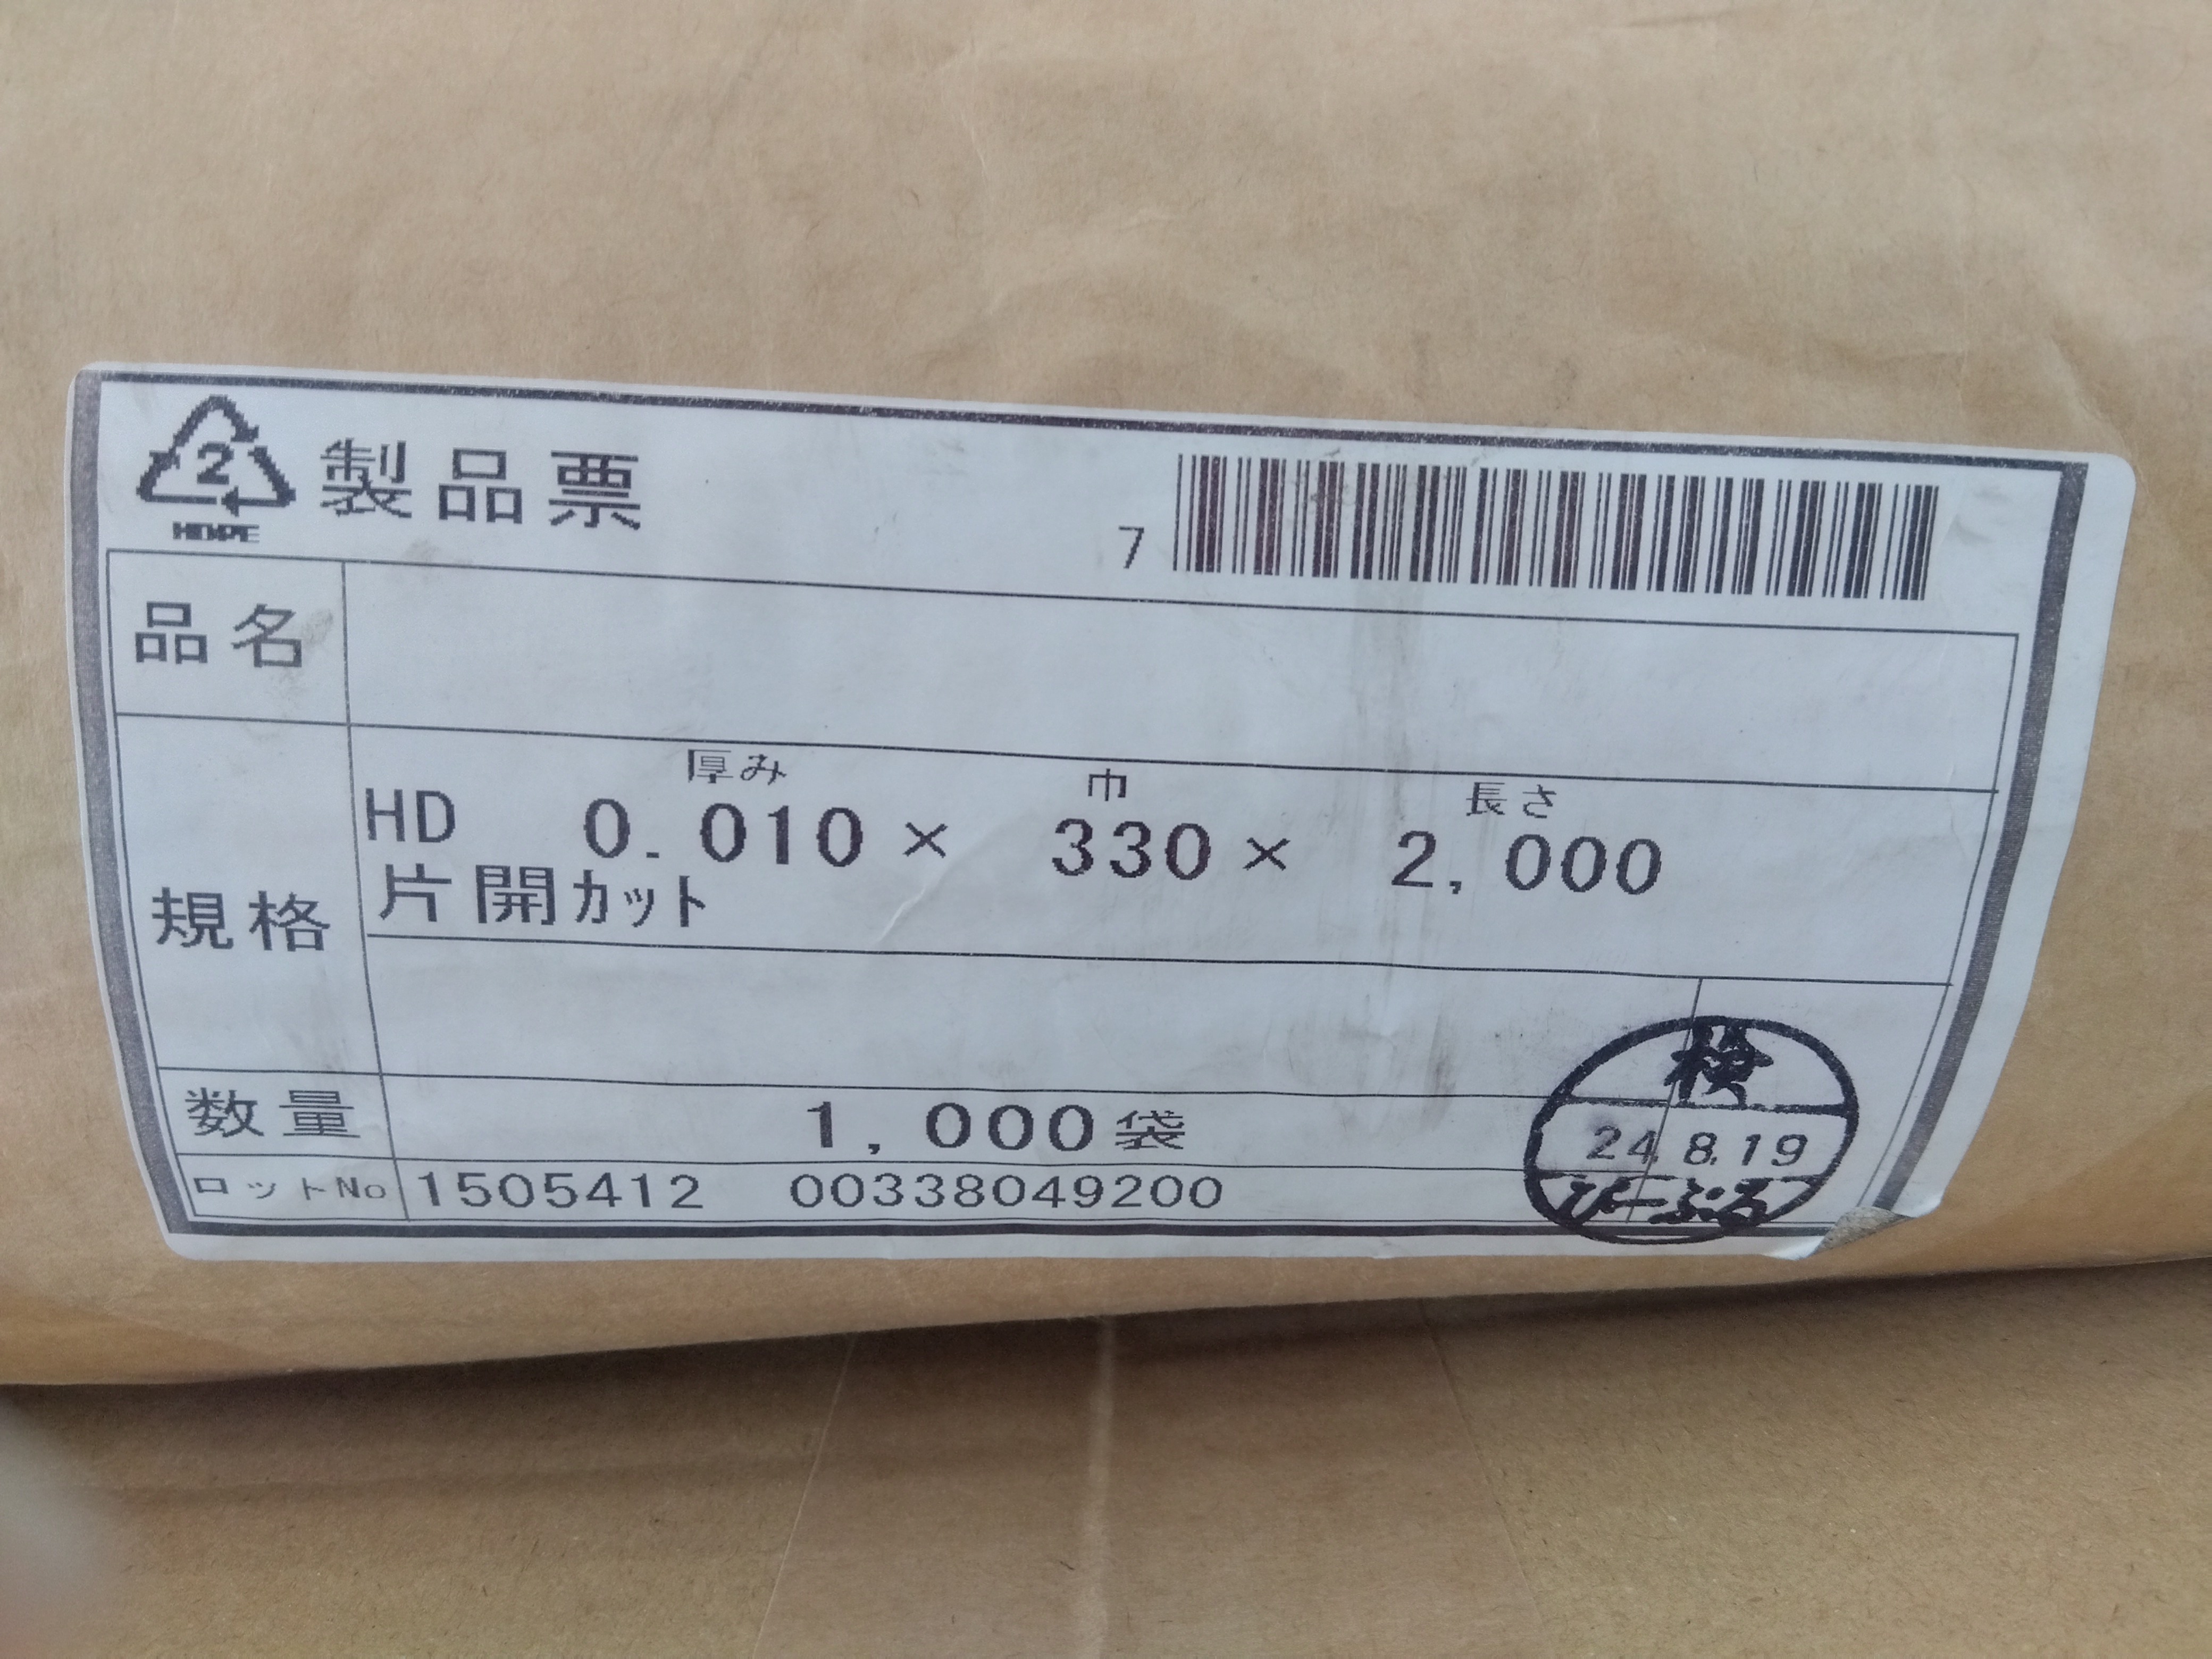 2
HDPE
製品票
7
品名
厚み 巾 長さ
HD 0.010× 330× 2,000
片開カット
規格
数量 1,000袋
ロットNo 1505412 00338049200
検
24.8.19
ぴーぷる